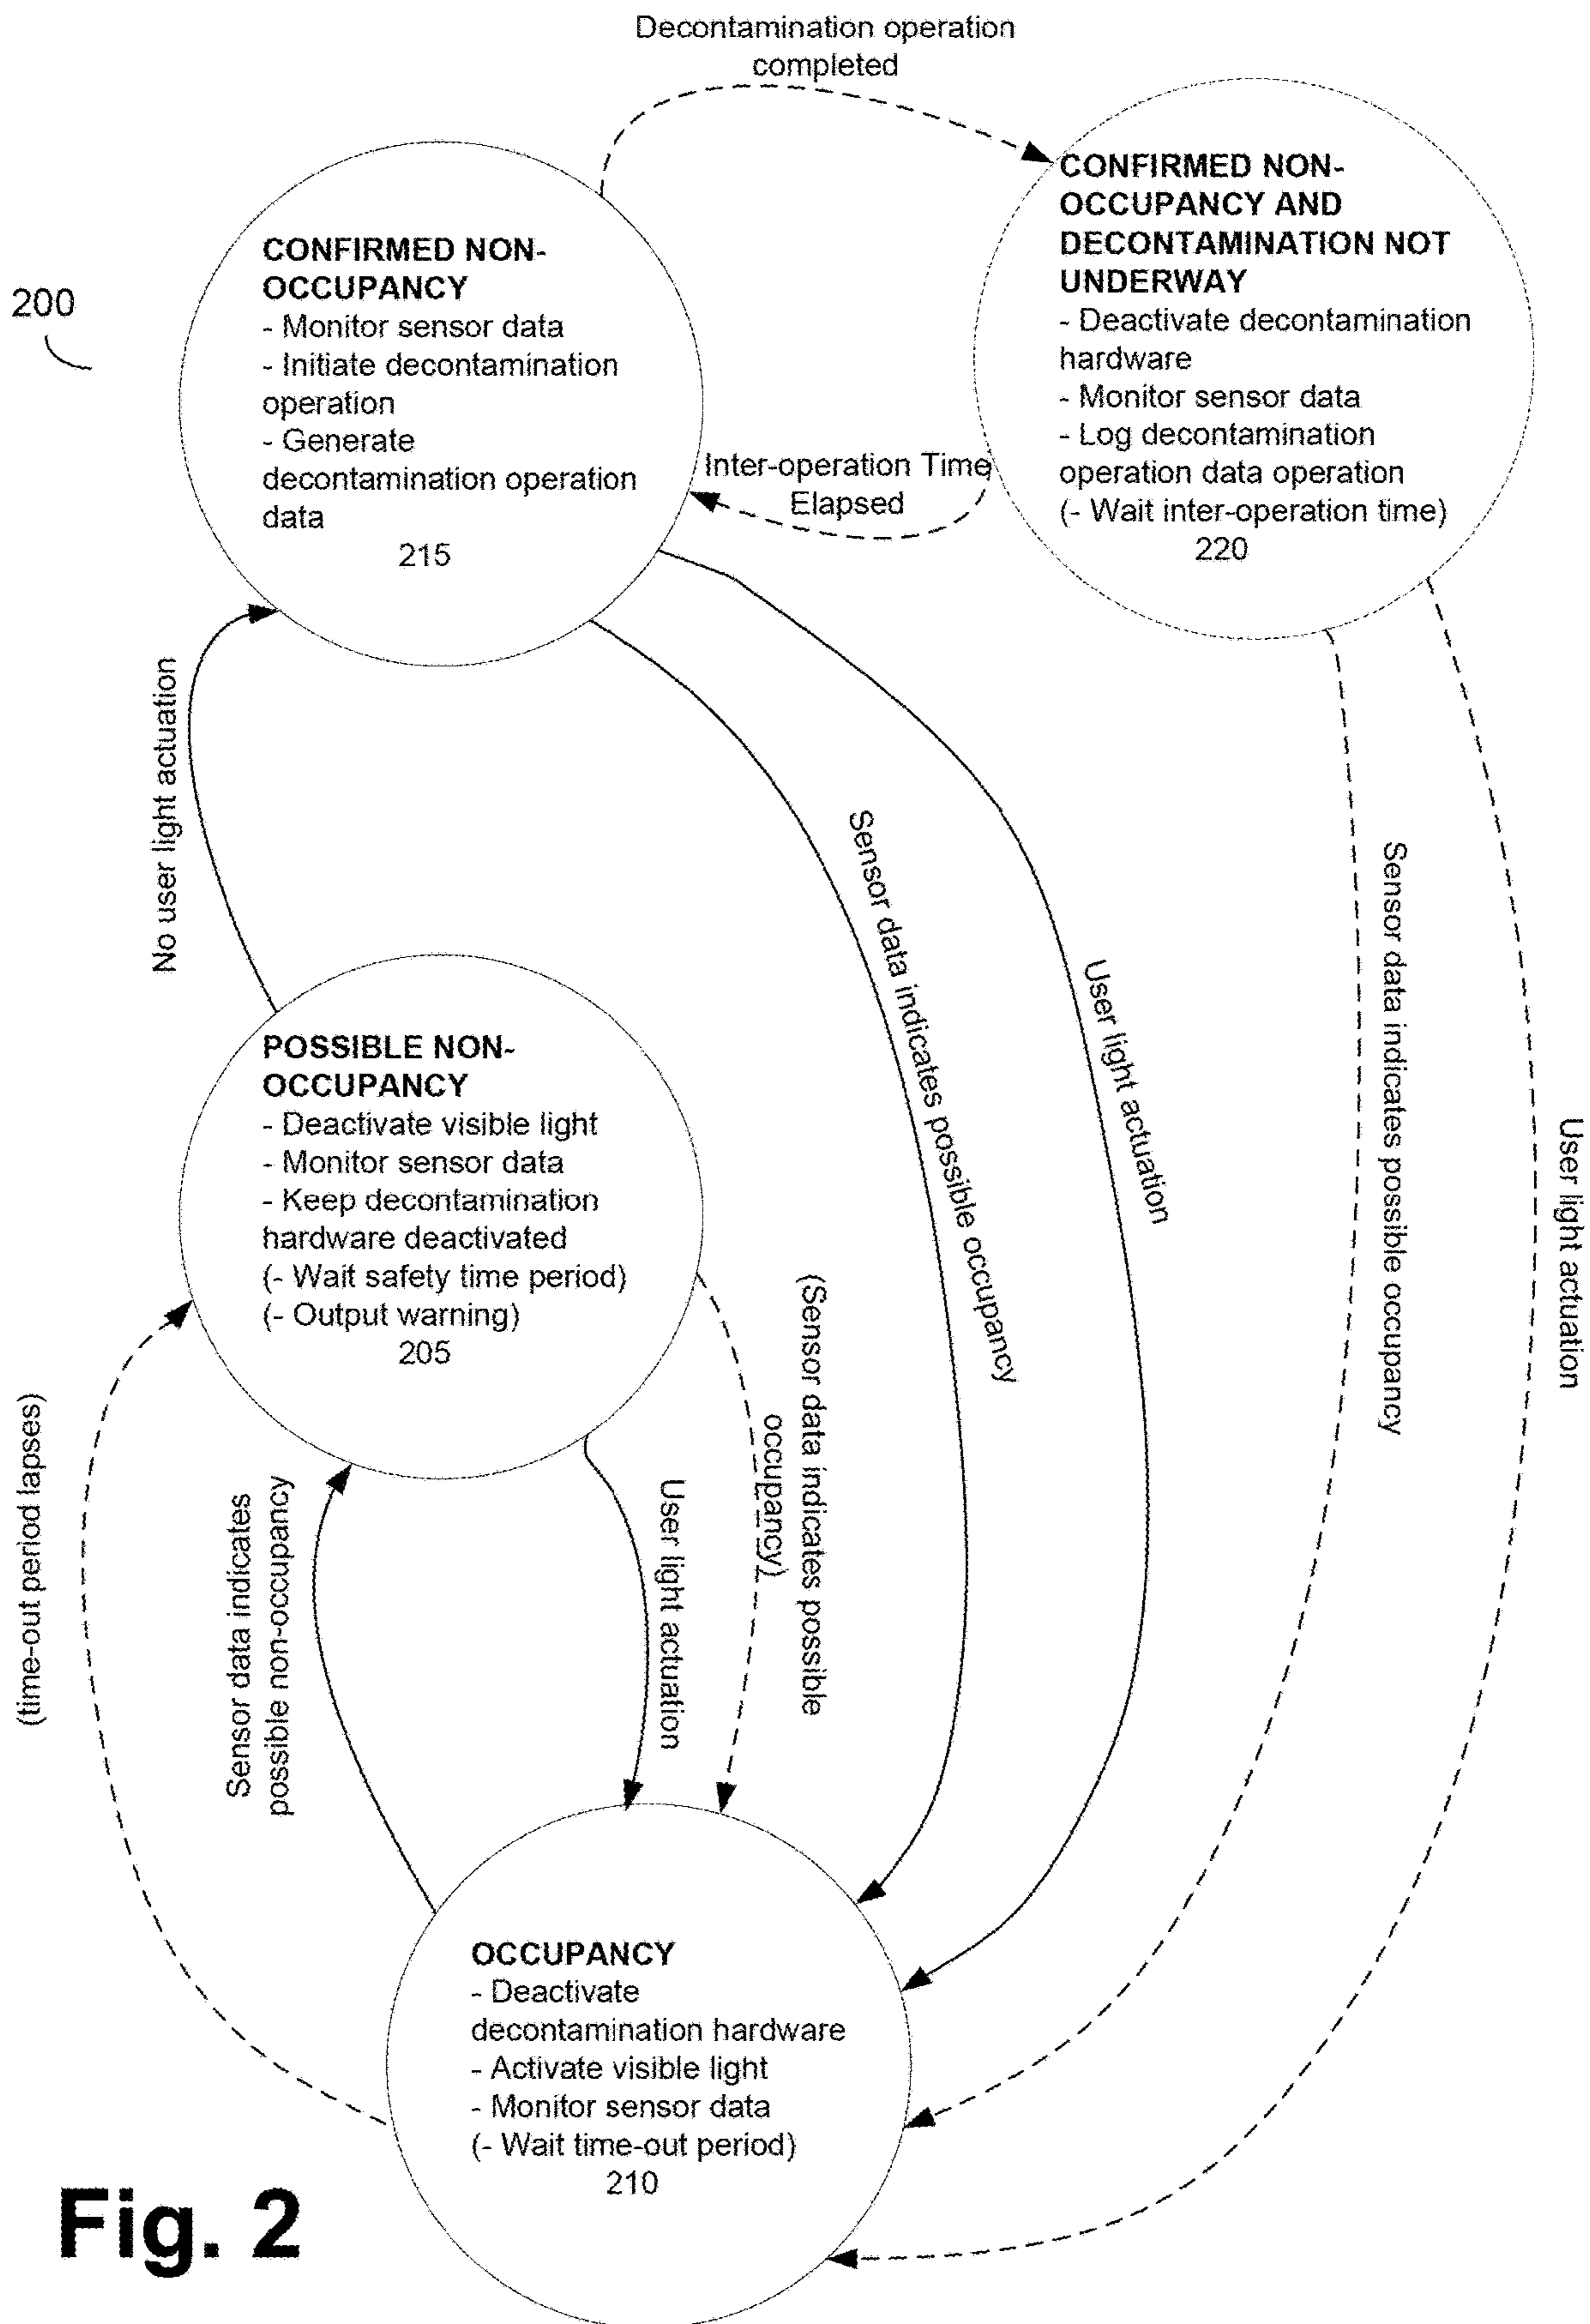 Decontamination operation
completed
200
CONFIRMED NON-
OCCUPANCY
- Monitor sensor data
- Initiate decontamination
operation
- Generate
decontamination operation
data
215
CONFIRMED NON-
OCCUPANCY AND
DECONTAMINATION NOT
UNDERWAY
- Deactivate decontamination
hardware
- Monitor sensor data
- Log decontamination
operation data operation
(- Wait inter-operation time)
220
Inter-operation Time
Elapsed
No user light actuation
Sensor data indicates possible occupancy
User light actuation
Sensor data indicates possible occupancy
User light actuation
POSSIBLE NON-
OCCUPANCY
- Deactivate visible light
- Monitor sensor data
- Keep decontamination
hardware deactivated
(- Wait safety time period)
(- Output warning)
205
(time-out period lapses)
Sensor data indicates
possible non-occupancy
User light actuation
(Sensor data indicates possible
occupancy)
OCCUPANCY
- Deactivate
decontamination hardware
- Activate visible light
- Monitor sensor data
(- Wait time-out period)
210
Fig. 2